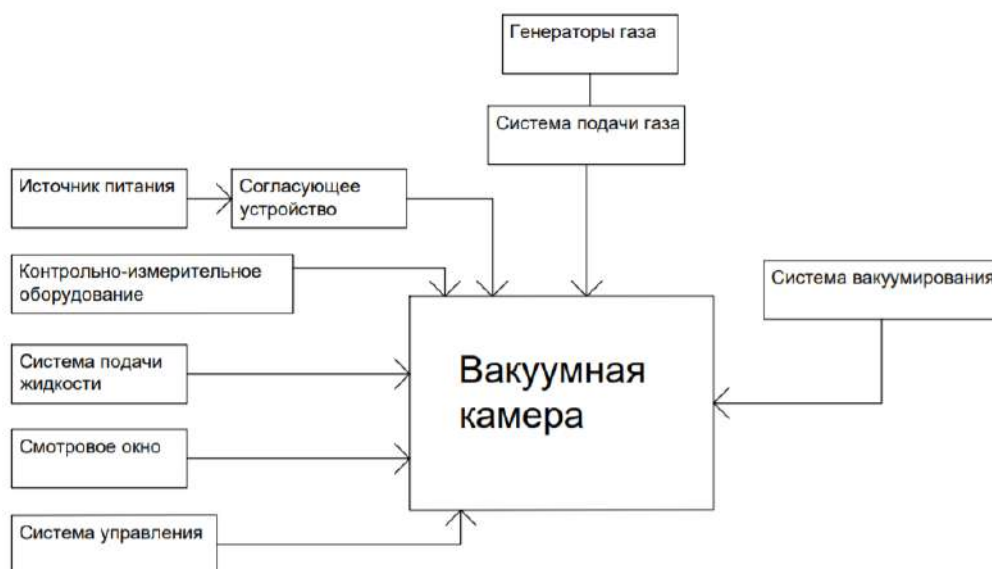 Генераторы газа
Система подачи газа
Источник питания
Согласующее
устройство
Контрольно-измерительное
оборудование
Система вакуумирования
Система подачи
жидкости
Вакуумная
камера
Смотровое окно
Система управления